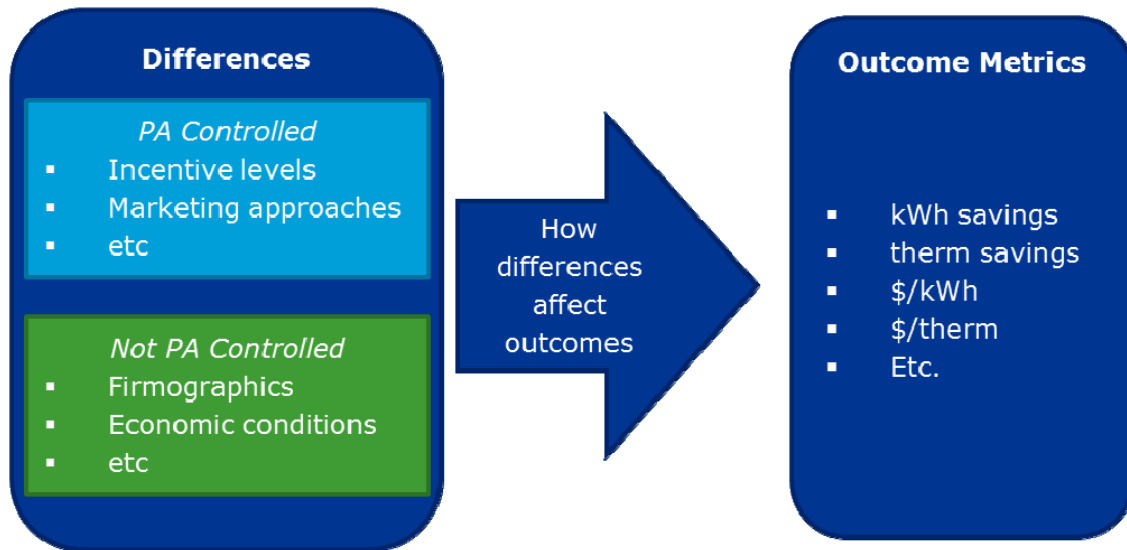 Differences
PA Controlled
▪ Incentive levels
▪ Marketing approaches
▪ etc
Not PA Controlled
▪ Firmographics
▪ Economic conditions
▪ etc
How
differences
affect
outcomes
Outcome Metrics
▪ kWh savings
▪ therm savings
▪ $/kWh
▪ $/therm
▪ Etc.